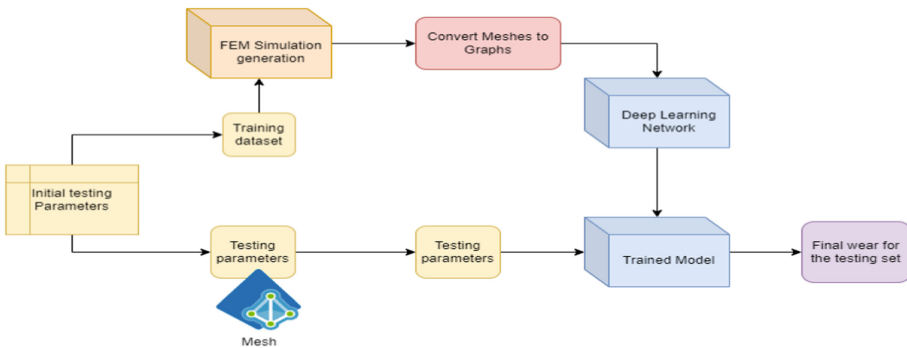 FEM Simulation
generation
Convert Meshes to
Graphs
Training
dataset
Deep Learning
Network
Initial testing
Parameters
Testing
parameters
Mesh
Testing
parameters
Trained Model
Final wear for
the testing set